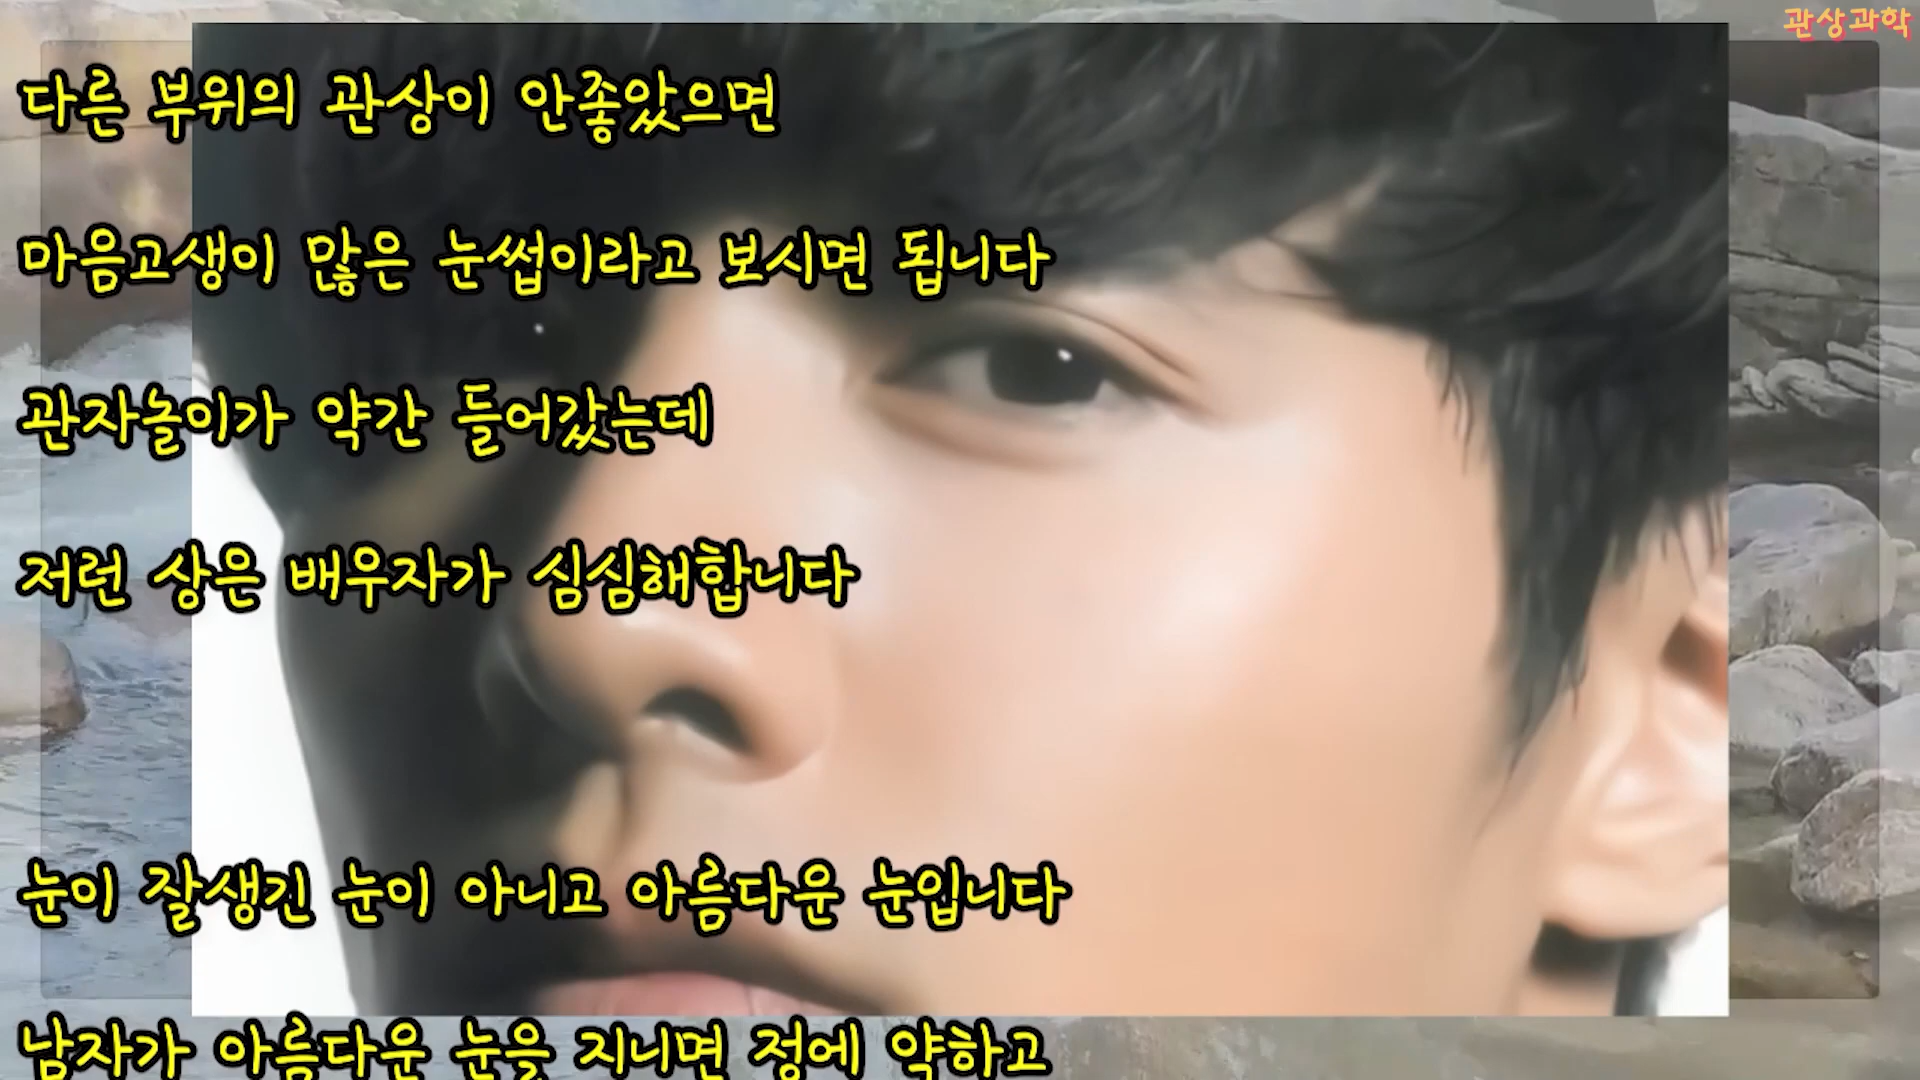 관상과학
다른 부위의 관상이 안좋았으면
마음고생이 많은 눈썹이라고 보시면 됩니다
관자놀이가 약간 들어갔는데
저런 상은 배우자가 심심해합니다
눈이 잘생긴 눈이 아니고 아름다운 눈입니다
남자가 아름다운 눈을 지니면 정에 약하고